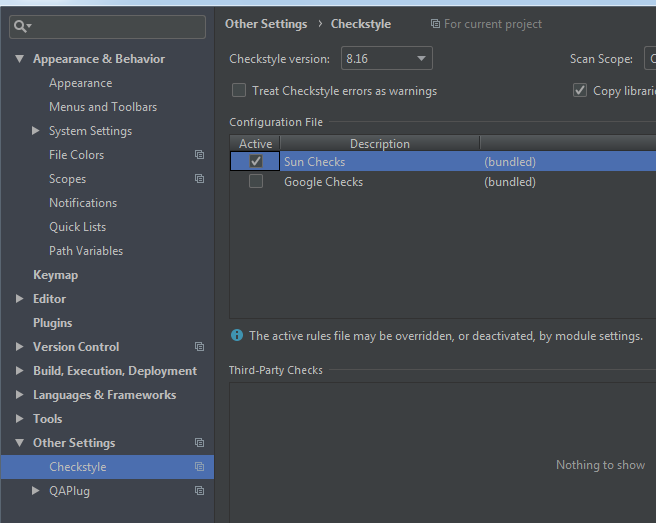 Other Settings › Checkstyle For current project
Appearance & Behavior
Appearance
Menus and Toolbars
System Settings
File Colors
Scopes
Notifications
Quick Lists
Path Variables
Keymap
Editor
Plugins
Version Control
Build, Execution, Deployment
Languages & Frameworks
Tools
Other Settings
Checkstyle
QAPlug
Checkstyle version: 8.16 Scan Scope:
Treat Checkstyle errors as warnings Copy librarie
Configuration File
Active Description
Sun Checks (bundled)
Google Checks (bundled)
The active rules file may be overridden, or deactivated, by module settings.
Third-Party Checks
Nothing to show